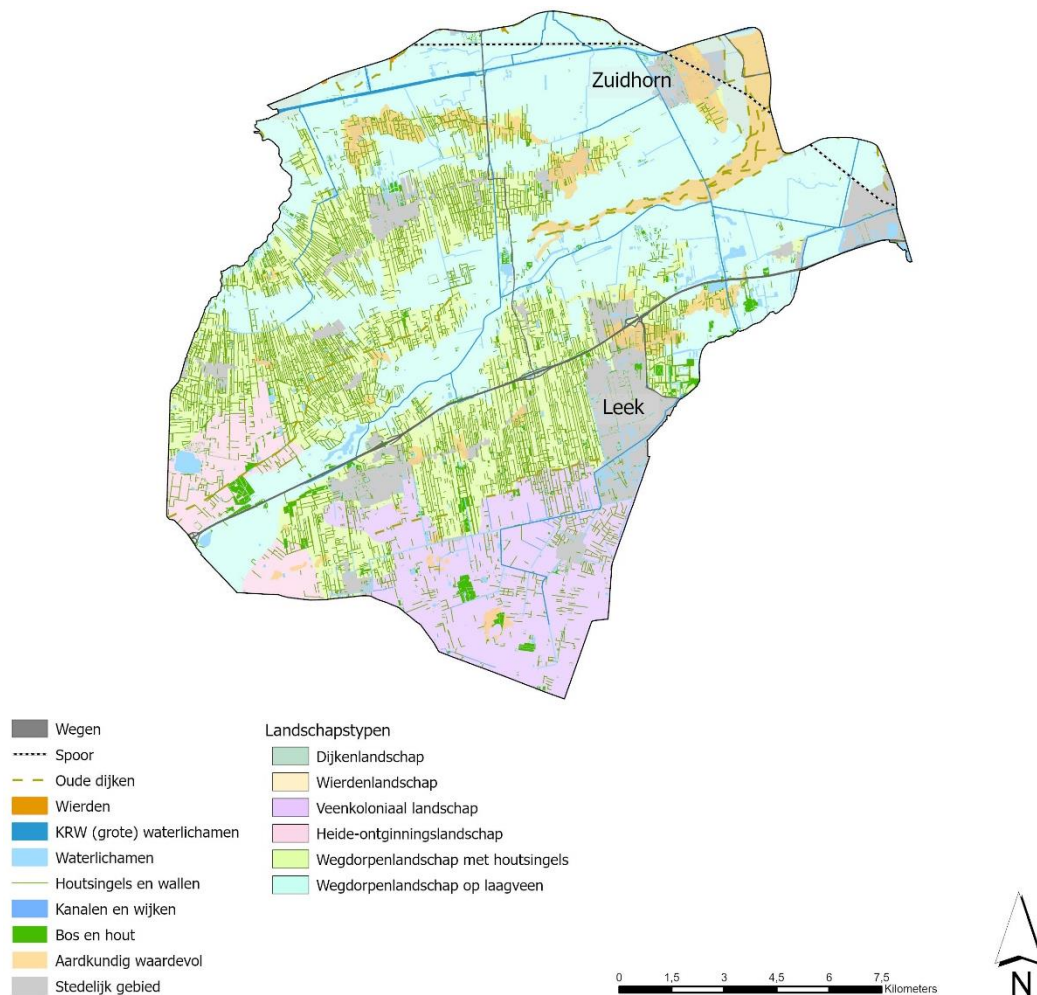 Zuidhorn
Leek
Wegen
Spoor
Oude dijken
Wierden
KRW (grote) waterlichamen
Waterlichamen
Houtsingels en wallen
Kanalen en wijken
Bos en hout
Aardkundig waardevol
Stedelijk gebied
Landschapstypen
Dijkenlandschap
Wierdenlandschap
Veenkoloniaal landschap
Heide-ontginningslandschap
Wegdorpenlandschap met houtsingels
Wegdorpenlandschap op laagveen
0 1,5 3 4,5 6 7,5
Kilometers
N